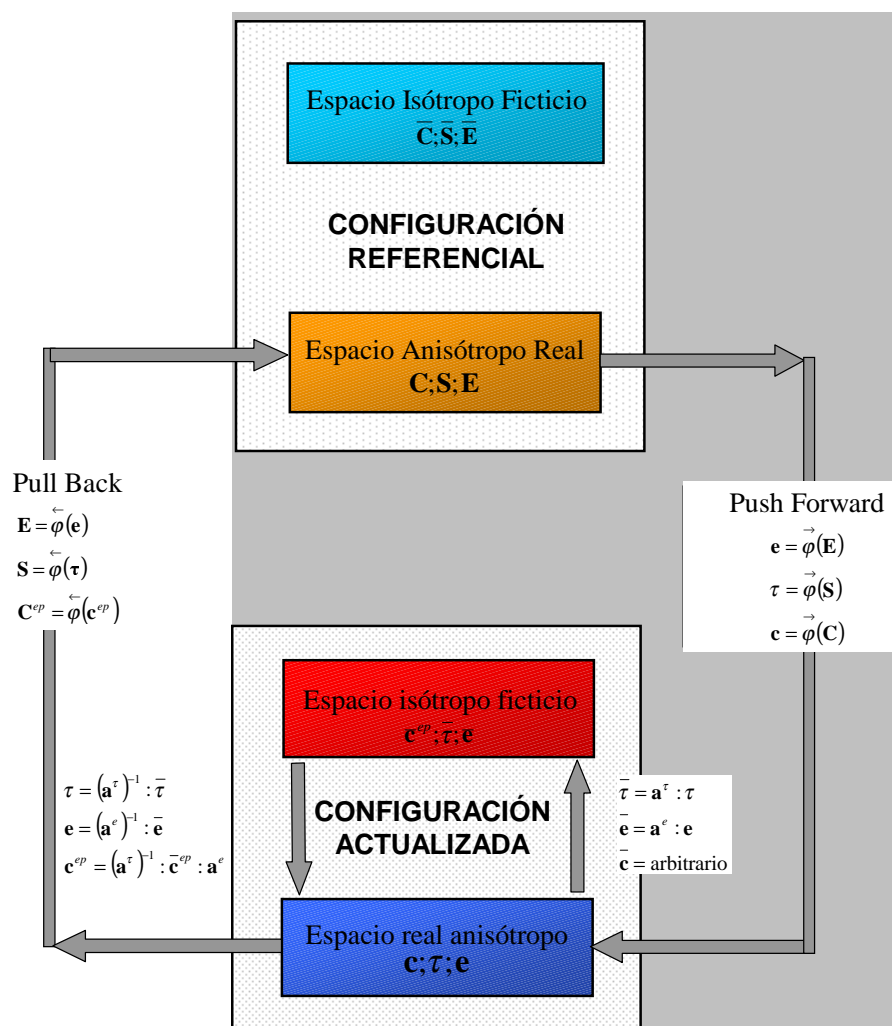 Espacio Isótropo Ficticio
C̄;S̄;Ē
CONFIGURACIÓN
REFERENCIAL
Espacio Anisótropo Real
C;S;E
Pull Back
E = φ←(e)
S = φ←(τ)
C^ep = φ←(c^ep)
Push Forward
e = φ→(E)
τ = φ→(S)
c = φ→(C)
Espacio isótropo ficticio
c^ep;τ̄;e
τ = (a^τ)^−1 : τ̄
e = (a^e)^−1 : ē
c^ep = (a^τ)^−1 : c̄^ep : a^e
CONFIGURACIÓN
ACTUALIZADA
τ̄ = a^τ : τ
ē = a^e : e
c̄ = arbitrario
Espacio real anisótropo
c;τ;e